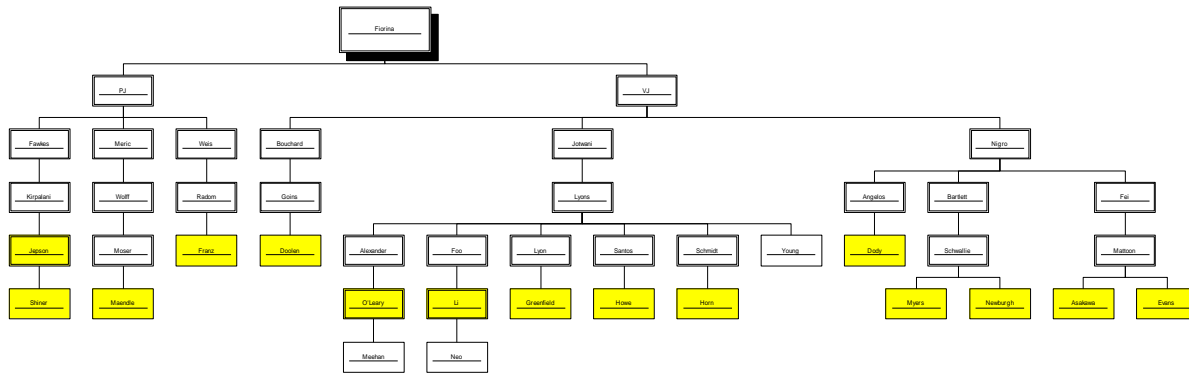 Fiorina
PJ
VJ
Fawkes
Meric
Weis
Bouchard
Jotwani
Nigro
Kirpalani
Wolff
Radom
Goins
Lyons
Angelos
Bartlett
Fei
Jepson
Moser
Franz
Doolen
Alexander
Foo
Lyon
Santos
Schmidt
Young
Dody
Schwallie
Mattoon
Shiner
Maendle
O'Leary
Li
Greenfield
Howe
Horn
Myers
Newburgh
Asakawa
Evans
Meehan
Neo